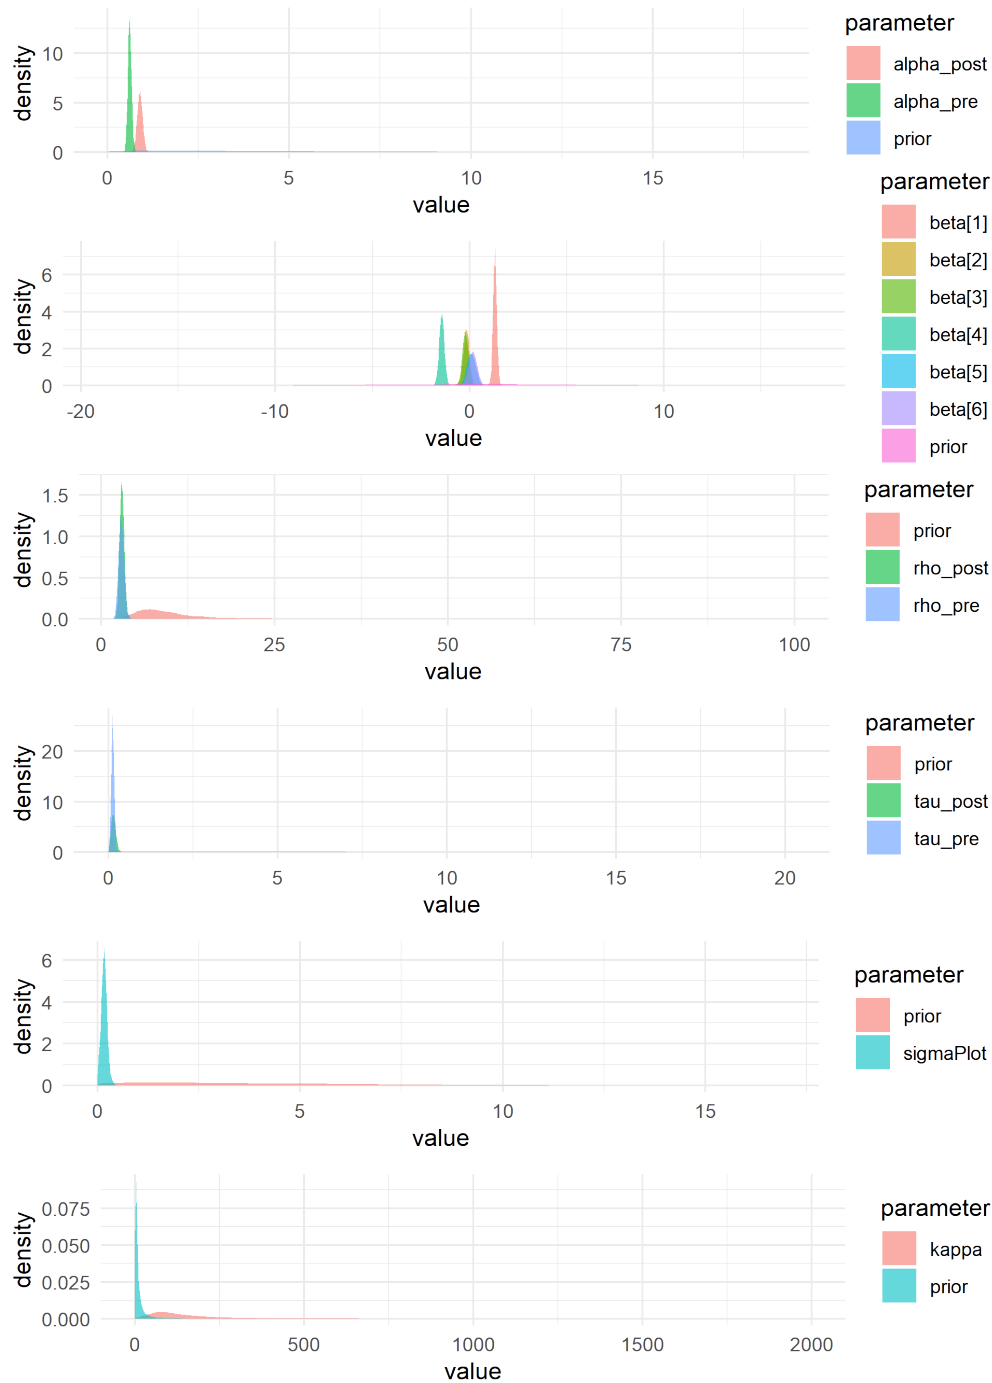 parameter
alpha_post
alpha_pre
prior
density
10
5
0
0
5
10
15
value
parameter
beta[1]
beta[2]
beta[3]
beta[4]
beta[5]
beta[6]
prior
density
6
4
2
0
-20
-10
0
10
value
parameter
prior
rho_post
rho_pre
density
1.5
1.0
0.5
0.0
0
25
50
75
100
value
parameter
prior
tau_post
tau_pre
density
20
10
0
0
5
10
15
20
value
parameter
prior
sigmaPlot
density
6
4
2
0
0
5
10
15
value
parameter
kappa
prior
density
0.075
0.050
0.025
0.000
0
500
1000
1500
2000
value